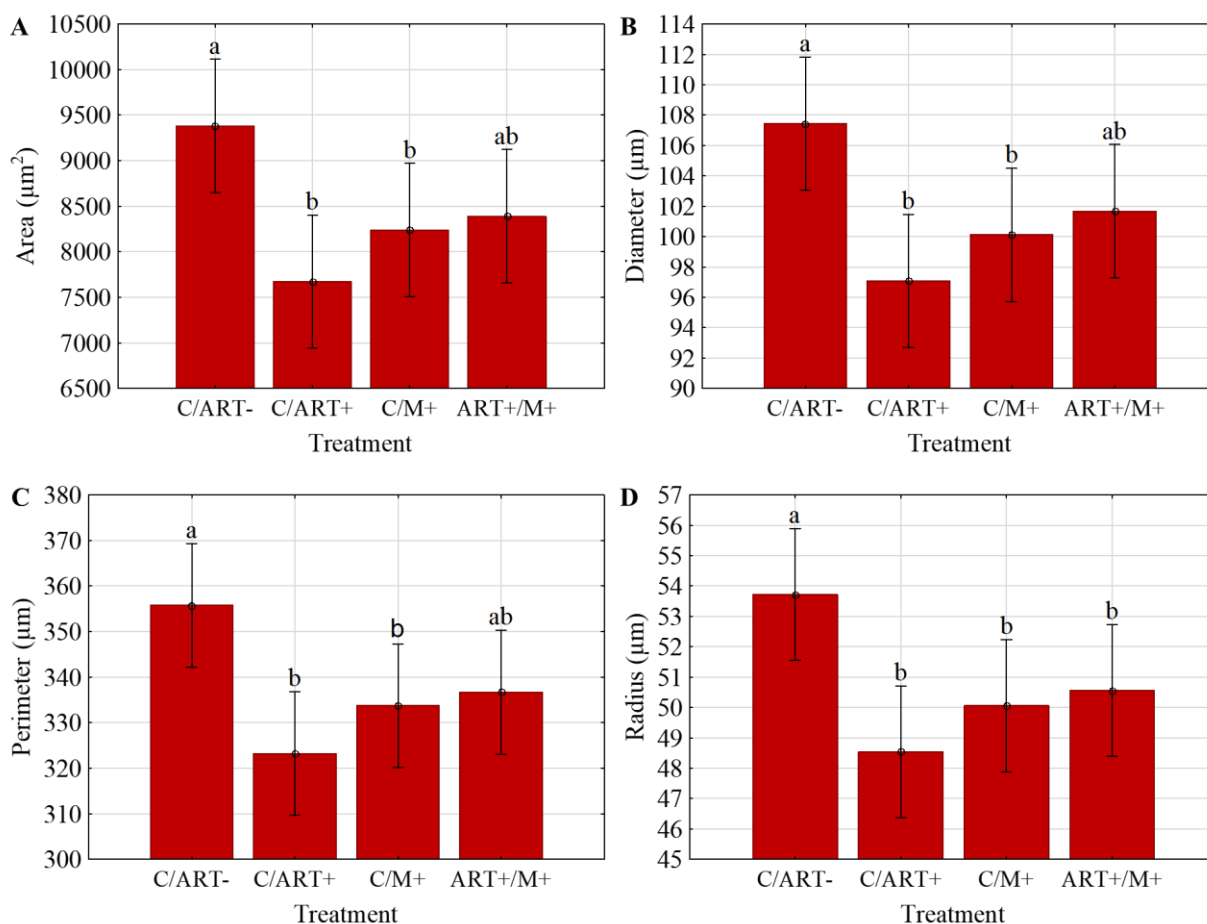 A
Area (μm²)
10500
10000
9500
9000
8500
8000
7500
7000
6500
a
b
b
ab
C/ART-
C/ART+
C/M+
ART+/M+
Treatment
B
Diameter (μm)
114
112
110
108
106
104
102
100
98
96
94
92
90
a
b
b
ab
C/ART-
C/ART+
C/M+
ART+/M+
Treatment
C
Perimeter (μm)
380
370
360
350
340
330
320
310
300
a
b
b
ab
C/ART-
C/ART+
C/M+
ART+/M+
Treatment
D
Radius (μm)
57
56
55
54
53
52
51
50
49
48
47
46
45
a
b
b
b
C/ART-
C/ART+
C/M+
ART+/M+
Treatment